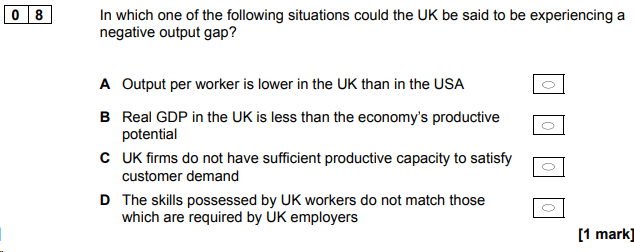 0 8 In which one of the following situations could the UK be said to be experiencing a
negative output gap?
A Output per worker is lower in the UK than in the USA
B Real GDP in the UK is less than the economy's productive
potential
C UK firms do not have sufficient productive capacity to satisfy
customer demand
D The skills possessed by UK workers do not match those
which are required by UK employers
[1 mark]